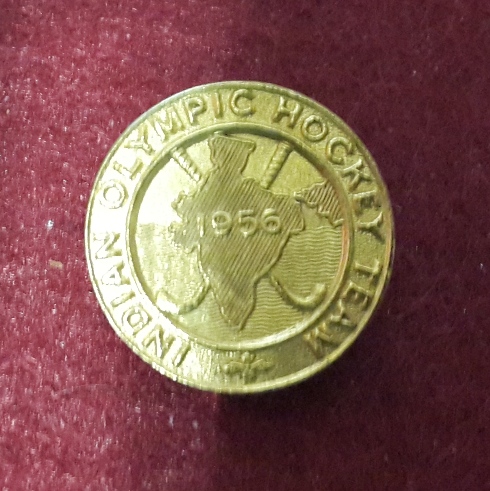 INDIAN OLYMPIC HOCKEY TEAM
1956